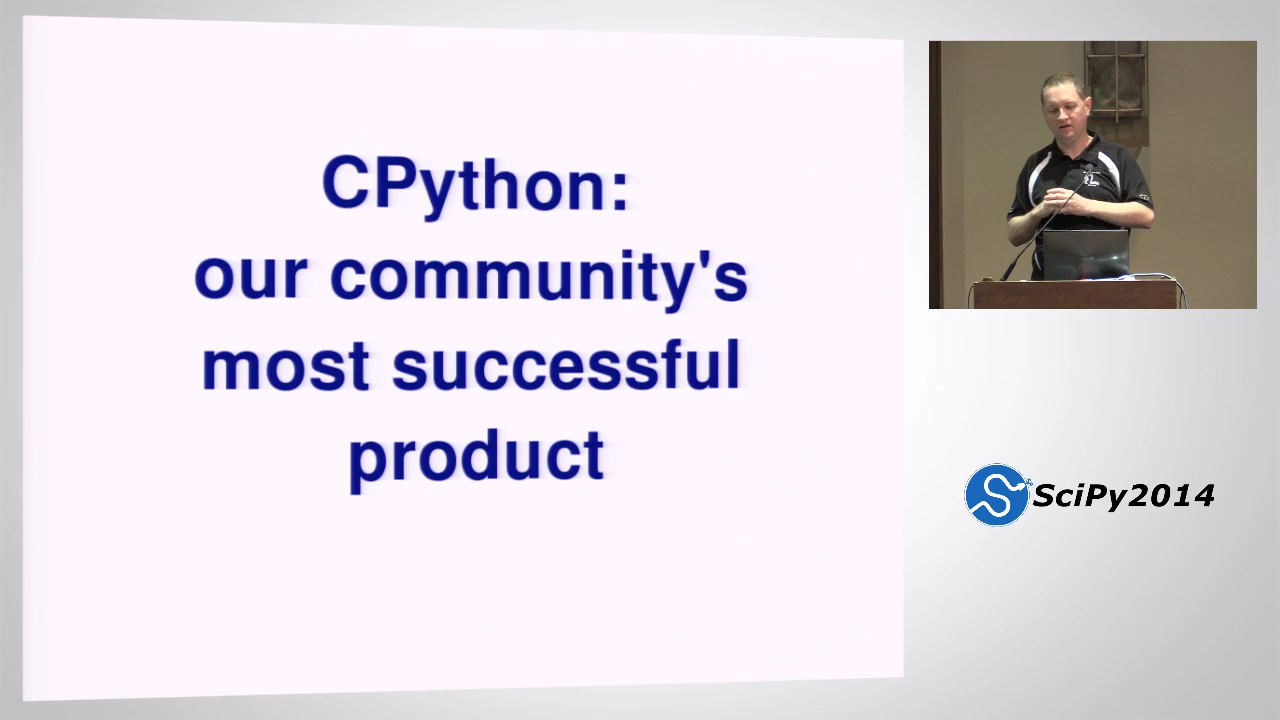 CPython:
our community's
most successful
product
SciPy2014